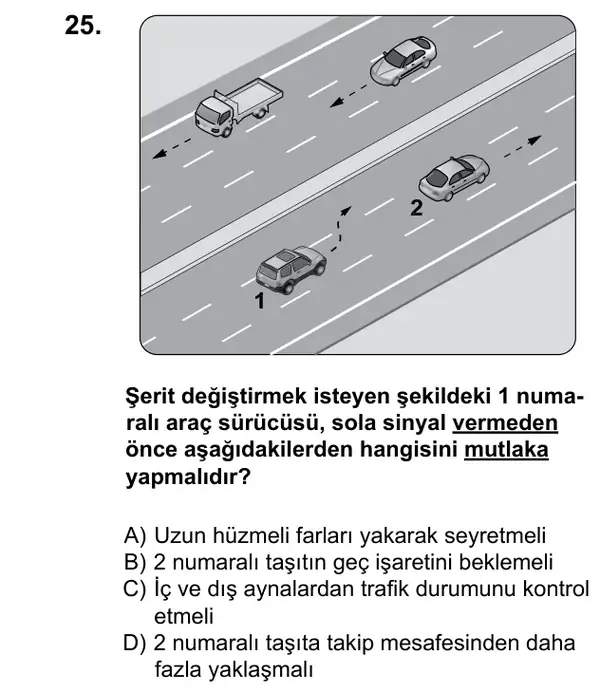 25.
2
1
Şerit değiştirmek isteyen şekildeki 1 numa-
ralı araç sürücüsü, sola sinyal vermeden
önce aşağıdakilerden hangisini mutlaka
yapmalıdır?
A) Uzun hüzmeli farları yakarak seyretmeli
B) 2 numaralı taşıtın geç işaretini beklemeli
C) İç ve dış aynalardan trafik durumunu kontrol
etmeli
D) 2 numaralı taşıta takip mesafesinden daha
fazla yaklaşmalı